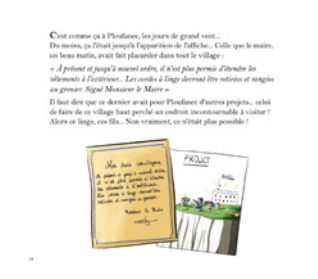 C'est comme ça à Ploufanec, les jours de grand vent...
Du moins, ça l'était jusqu'à l'apparition de l'affiche... Celle que le maire,
un beau matin, avait fait placarder dans tout le village :
« À présent et jusqu'à nouvel ordre, il n'est plus permis d'étendre les
vêtements à l'extérieur... Les cordes à linge devront être retirées et rangées
au grenier. Signé Monsieur le Maire »
Il faut dire que ce dernier avait pour Ploufanec d'autres projets... celui
de faire de ce village haut perché un endroit incontournable à visiter !
Alors ce linge, ces fils... Non vraiment, ce n'était plus possible !
PROJET
Monsieur le Maire